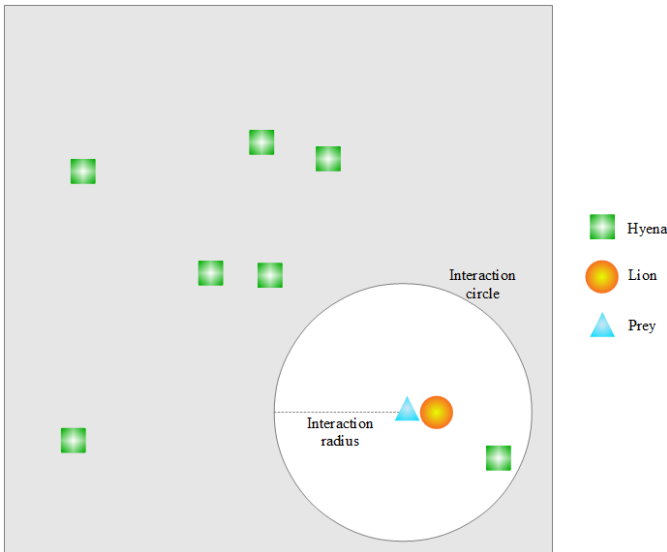 Hyena
Lion
Prey
Interaction
circle
Interaction
radius